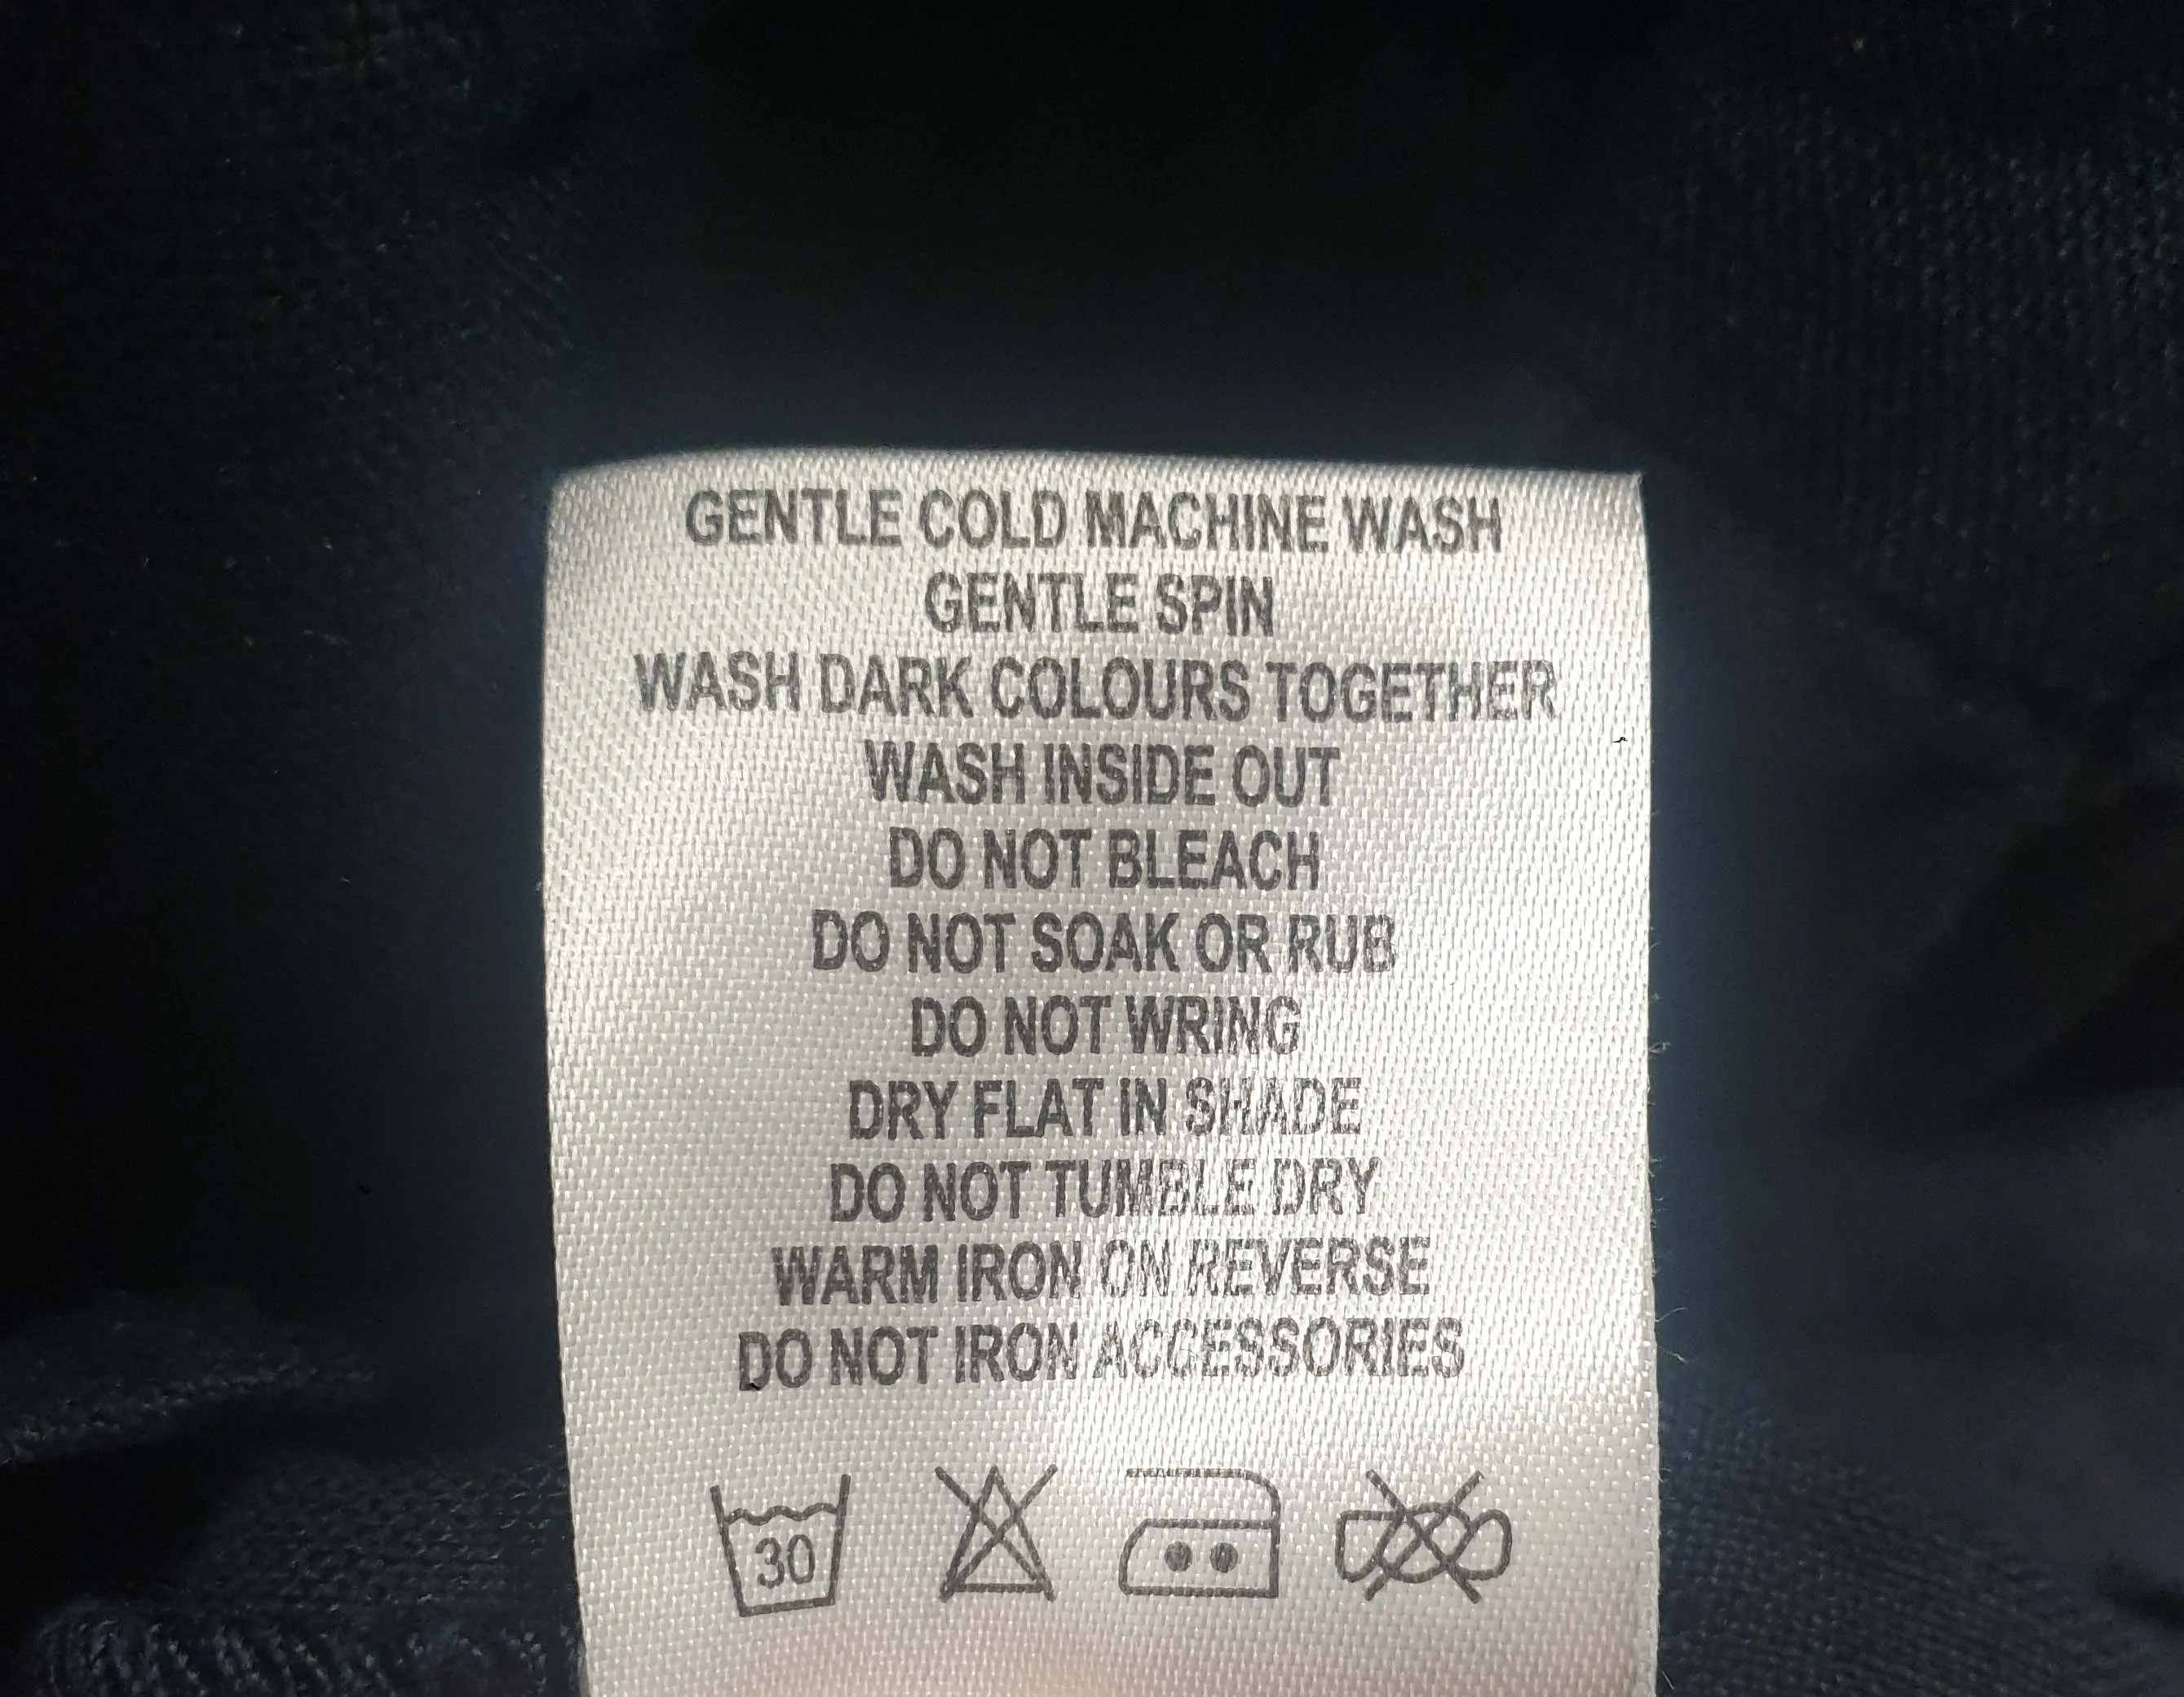 GENTLE COLD MACHINE WASH
GENTLE SPIN
WASH DARK COLOURS TOGETHER
WASH INSIDE OUT
DO NOT BLEACH
DO NOT SOAK OR RUB
DO NOT WRING
DRY FLAT IN SHADE
DO NOT TUMBLE DRY
WARM IRON ON REVERSE
DO NOT IRON ACCESSORIES
30